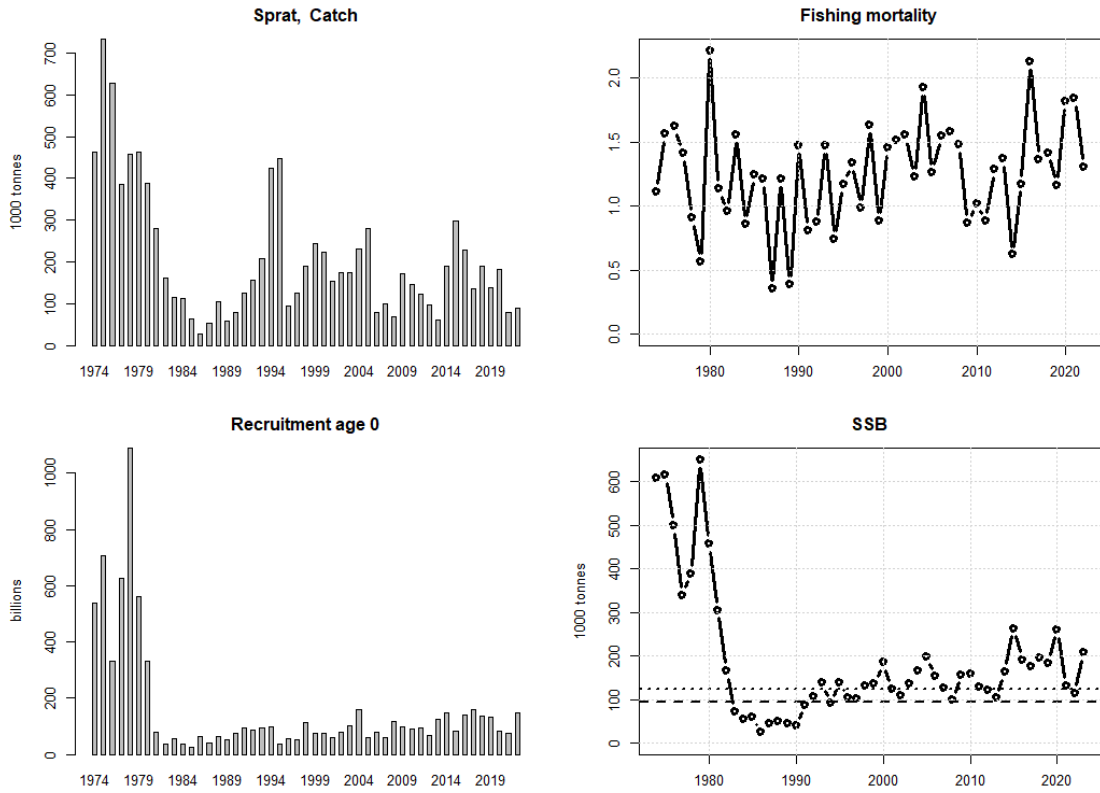 Sprat,  Catch
1000 tonnes
700
600
500
400
300
200
100
0
1974 1979 1984 1989 1994 1999 2004 2009 2014 2019
Fishing mortality
2.0
1.5
1.0
0.5
0.0
1980 1990 2000 2010 2020
Recruitment age 0
billions
1000
800
600
400
200
0
1974 1979 1984 1989 1994 1999 2004 2009 2014 2019
SSB
1000 tonnes
600
500
400
300
200
100
0
1980 1990 2000 2010 2020